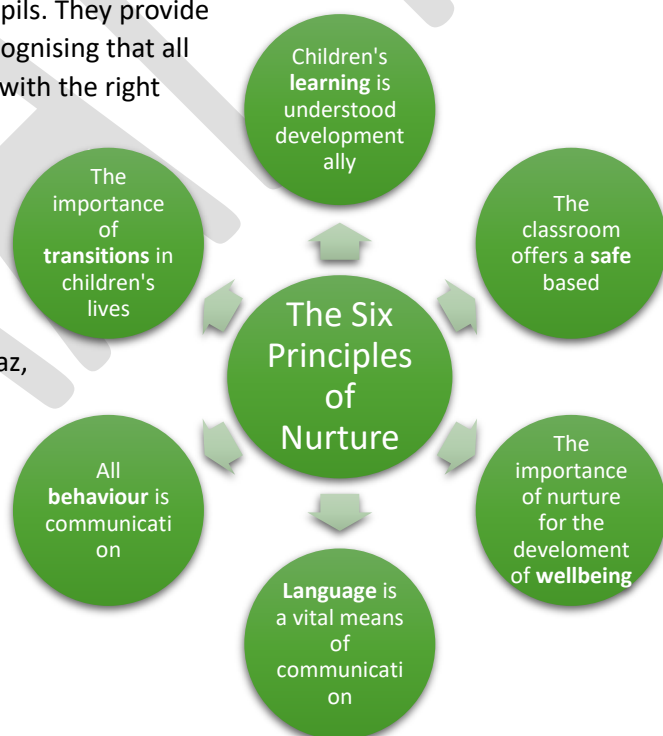 pils. They provide
ognising that all
with the right
az,
Children's
learning is
understood
development
ally
The
classroom
offers a safe
based
The
importance
of nurture
for the
develoment
of wellbeing
Language is
a vital means
of
communicati
on
All
behaviour is
communicati
on
The
importance
of
transitions in
children's
lives
The Six
Principles
of
Nurture